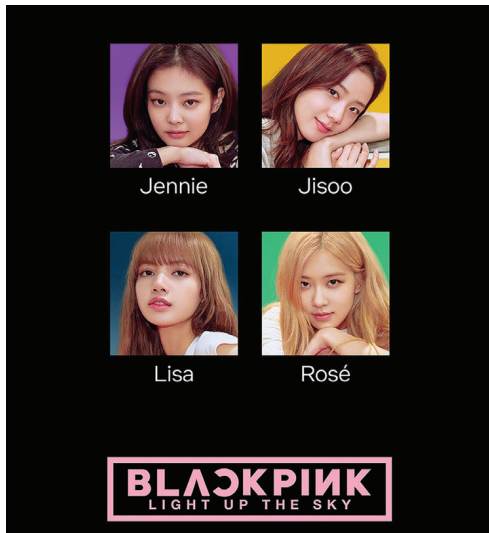 Jennie
Jisoo
Lisa
Rosé
BLACKPINK
LIGHT UP THE SKY